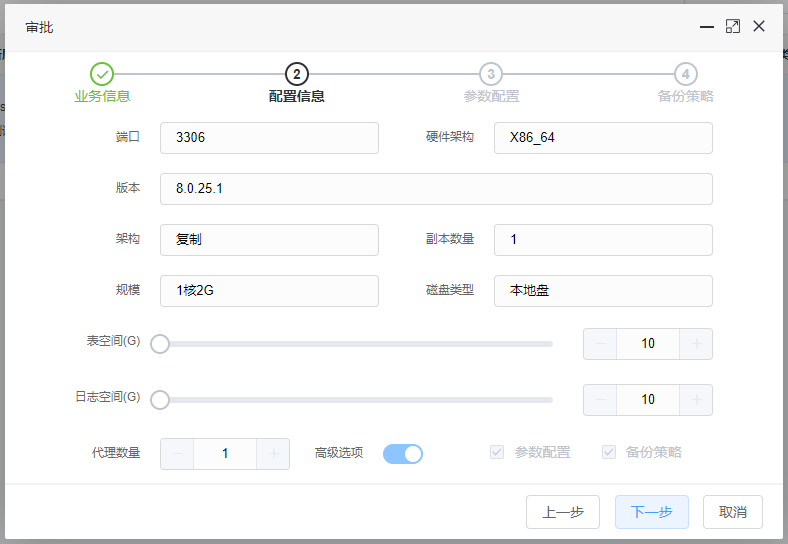 审批
2 3 4
业务信息 配置信息 参数配置 备份策略
端口 3306 硬件架构 X86_64
版本 8.0.25.1
架构 复制 副本数量 1
规模 1核2G 磁盘类型 本地盘
表空间(G) 10
日志空间(G) 10
代理数量 1 高级选项 参数配置 备份策略
上一步 下一步 取消